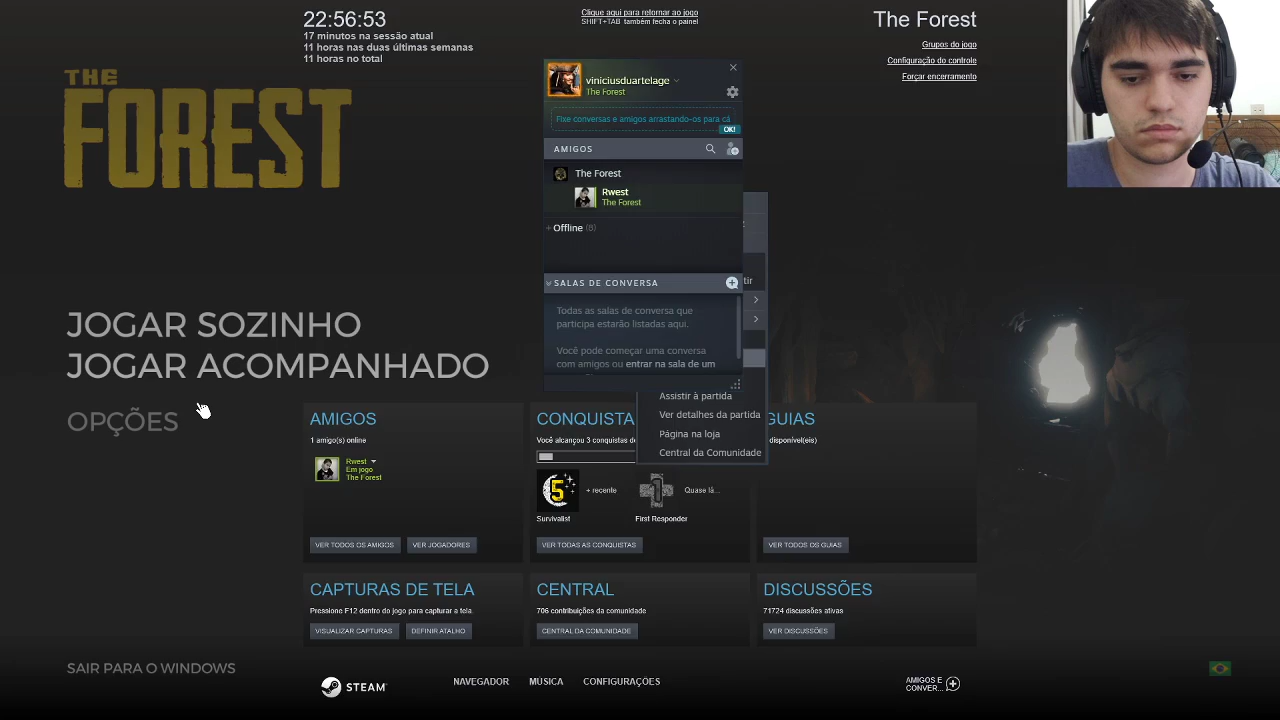 22:56:53
17 minutos na sessão atual
11 horas nas duas últimas semanas
11 horas no total
Clique aqui para retornar ao jogo
SHIFT+TAB também fecha o painel
The Forest
Grupos do jogo
Configuração do controle
Forçar encerramento
THE
FOREST
viniciusduartelage
The Forest
Fixe conversas e amigos arrastando-os para cá
OK!
AMIGOS
The Forest
Rwest
The Forest
+ Offline (8)
SALAS DE CONVERSA
tir
Todas as salas de conversa que
participa estarão listadas aqui.
Você pode começar uma conversa
com amigos ou entrar na sala de um
Assistir à partida
Ver detalhes da partida
Página na loja
Central da Comunidade
JOGAR SOZINHO
JOGAR ACOMPANHADO
OPÇÕES
SAIR PARA O WINDOWS
AMIGOS
1 amigo(s) online
Rwest
Em jogo
The Forest
VER TODOS OS AMIGOS
VER JOGADORES
CONQUISTA
Você alcançou 3 conquistas de
5
+ recente
1
Quase lá...
Survivalist
First Responder
VER TODAS AS CONQUISTAS
GUIAS
disponível(eis)
VER TODOS OS GUIAS
CAPTURAS DE TELA
Pressione F12 dentro do jogo para capturar a tela.
VISUALIZAR CAPTURAS
DEFINIR ATALHO
CENTRAL
706 contribuições da comunidade
CENTRAL DA COMUNIDADE
DISCUSSÕES
71724 discussões ativas
VER DISCUSSÕES
STEAM
NAVEGADOR
MÚSICA
CONFIGURAÇÕES
AMIGOS E
CONVER...